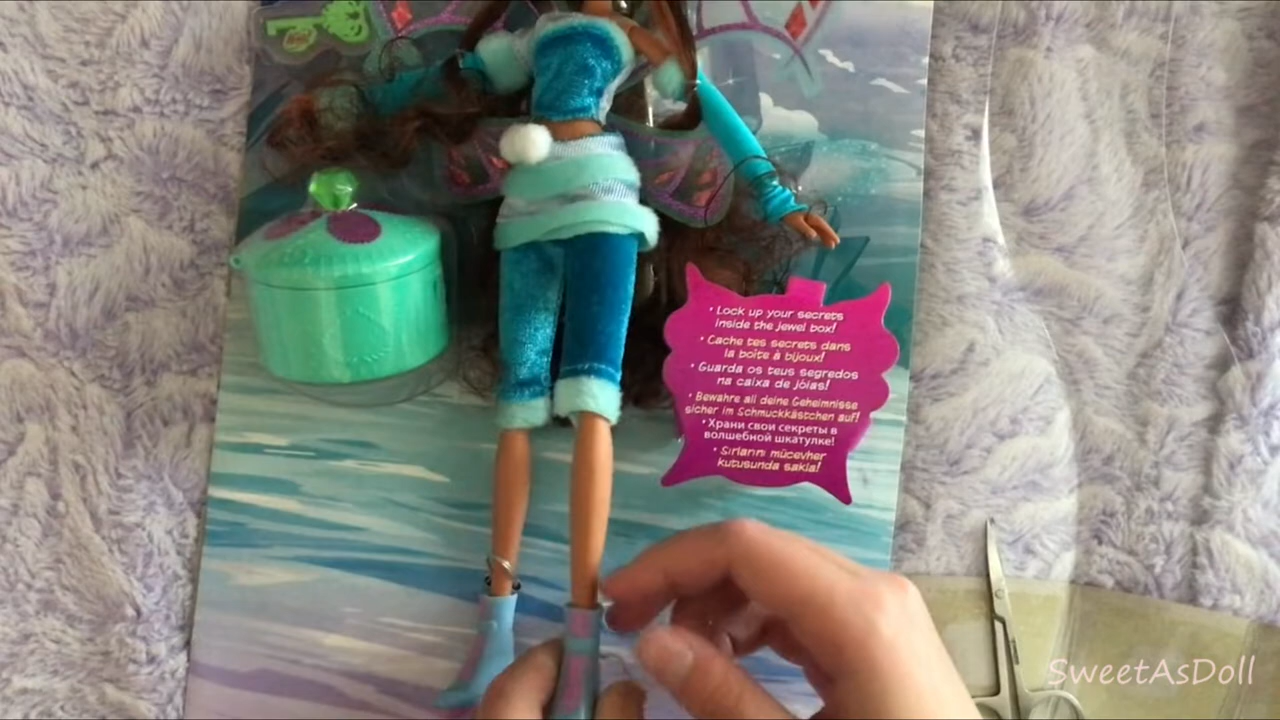 • Lock up your secrets
inside the jewel box!
• Cache tes secrets dans
la boîte à bijoux!
• Guarda os teus segredos
na caixa de jóias!
• Bewahre all deine Geheimnisse
sicher im Schmuckkästchen auf!
• Храни свои секреты в
волшебной шкатулке!
• Sırlarını mücevher
kutusunda sakla!
SweetAsDoll